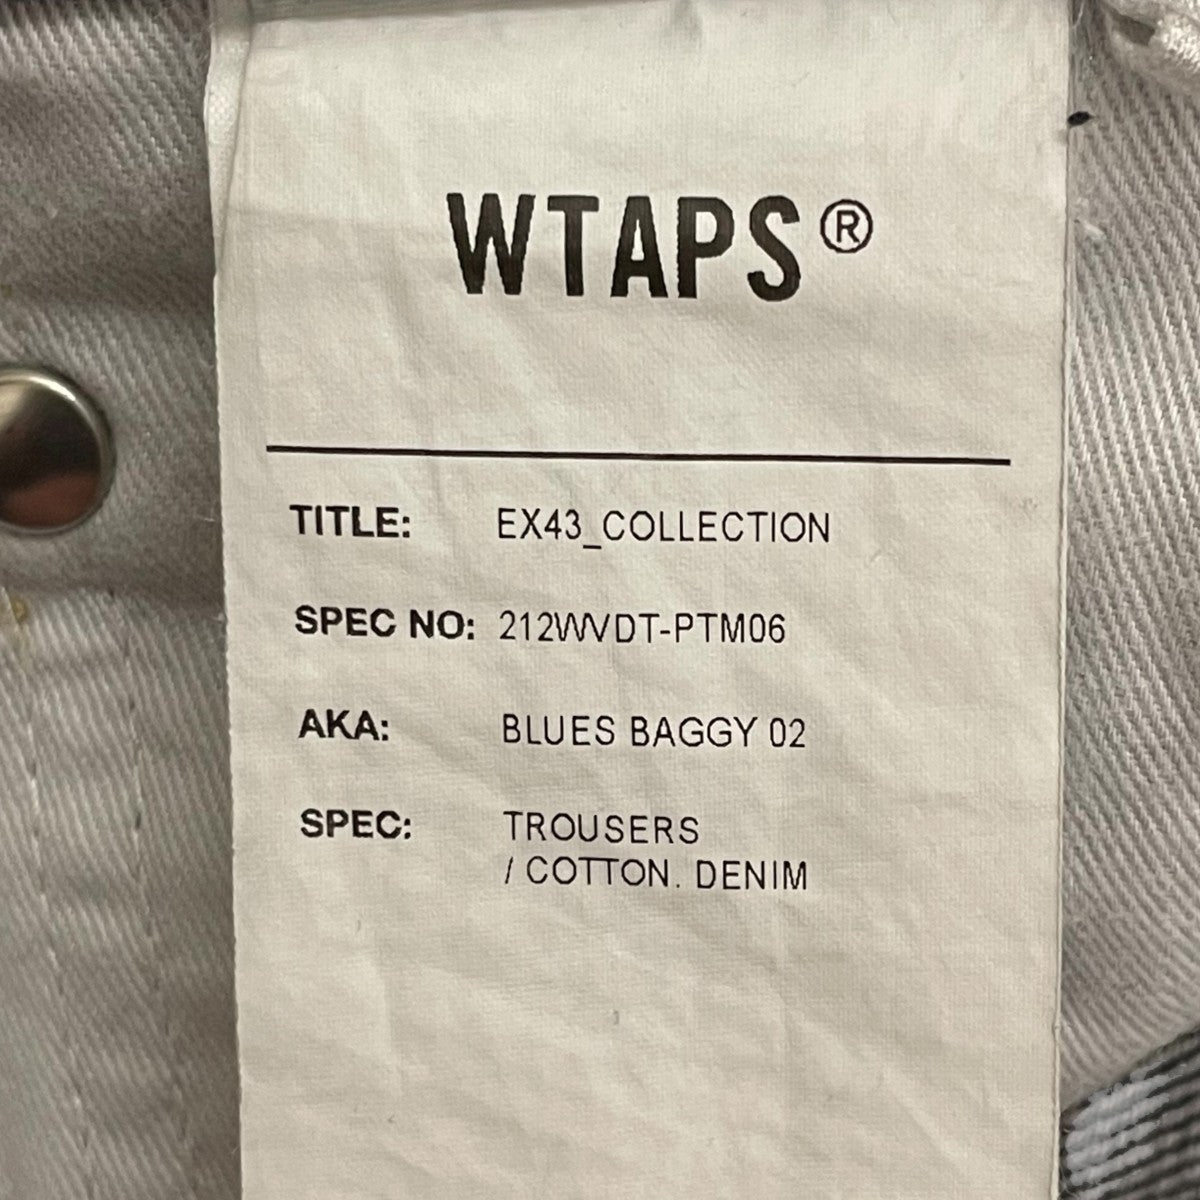 WTAPS®
TITLE: EX43_COLLECTION
SPEC NO: 212WVDT-PTM06
AKA: BLUES BAGGY 02
SPEC: TROUSERS
/ COTTON. DENIM